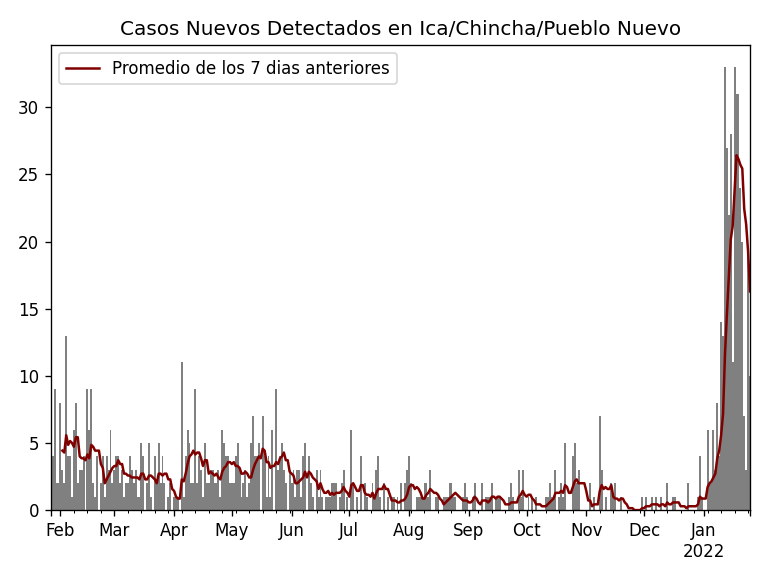 Casos Nuevos Detectados en Ica/Chincha/Pueblo Nuevo
Promedio de los 7 dias anteriores
30
25
20
15
10
5
0
Feb Mar Apr May Jun Jul Aug Sep Oct Nov Dec Jan
2022